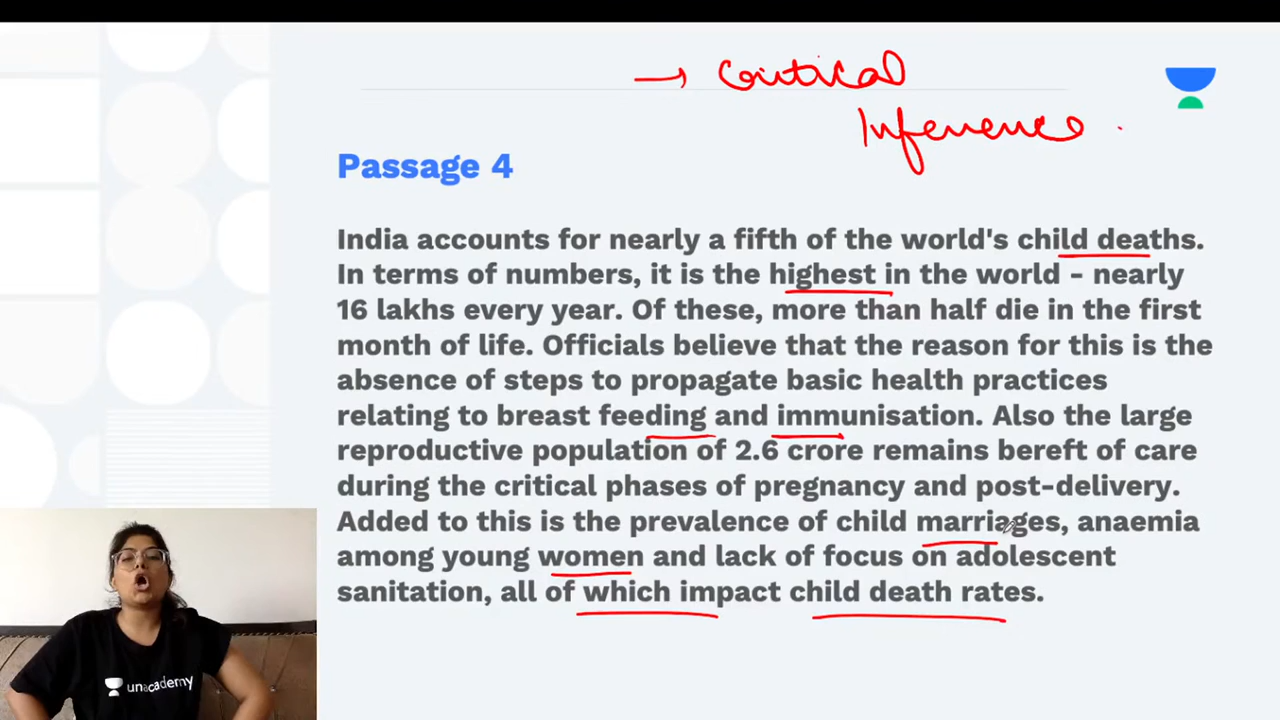 → Critical
Inference .
Passage 4
India accounts for nearly a fifth of the world's child deaths.
In terms of numbers, it is the highest in the world - nearly
16 lakhs every year. Of these, more than half die in the first
month of life. Officials believe that the reason for this is the
absence of steps to propagate basic health practices
relating to breast feeding and immunisation. Also the large
reproductive population of 2.6 crore remains bereft of care
during the critical phases of pregnancy and post-delivery.
Added to this is the prevalence of child marriages, anaemia
among young women and lack of focus on adolescent
sanitation, all of which impact child death rates.
unacademy